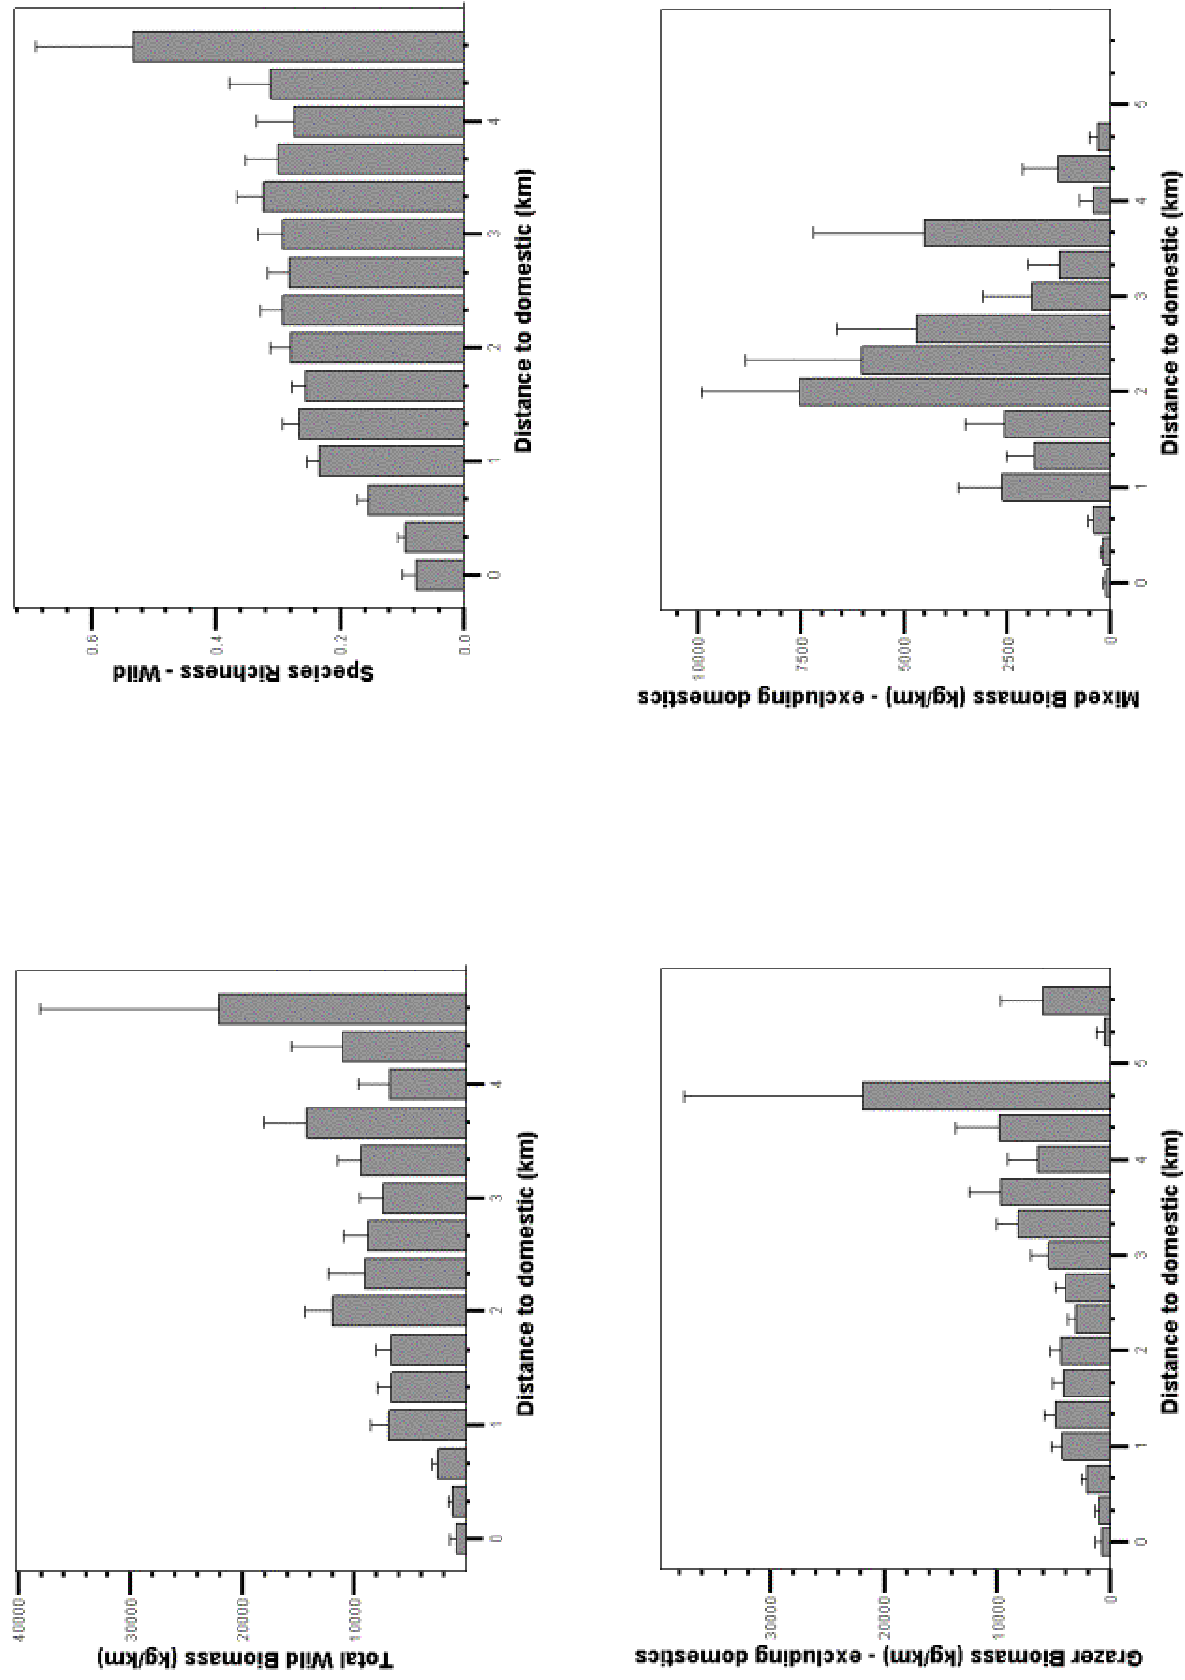 Total Wild Biomass (kg/km)
40000
30000
20000
10000
0 1 2 3 4
Distance to domestic (km)
Species Richness - Wild
0.6
0.4
0.2
0.0
0 1 2 3 4
Distance to domestic (km)
Grazer Biomass (kg/km) - excluding domestics
30000
20000
10000
0
0 1 2 3 4 5
Distance to domestic (km)
Mixed Biomass (kg/km) - excluding domestics
10000
7500
5000
2500
0
0 1 2 3 4 5
Distance to domestic (km)